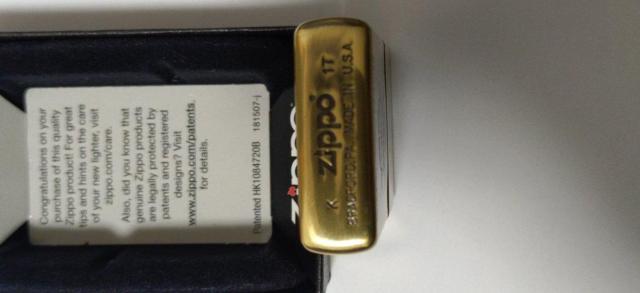 Congratulations on your
purchase of this quality
Zippo product! For great
tips and hints on the care
of your new lighter, visit
zippo.com/care.
Also, did you know that
genuine Zippo products
are legally protected by
patents and registered
designs? Visit
www.zippo.com/patents.
for details.
Patented HK1084720B 181507-j
zippo
K zippo 17
BRADFORD, PA. MADE IN U.S.A